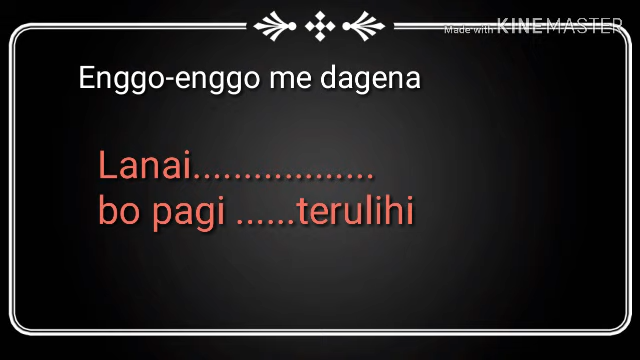 Made with KINEMASTER
Enggo-enggo me dagena
Lanai..................
bo pagi ......terulihi